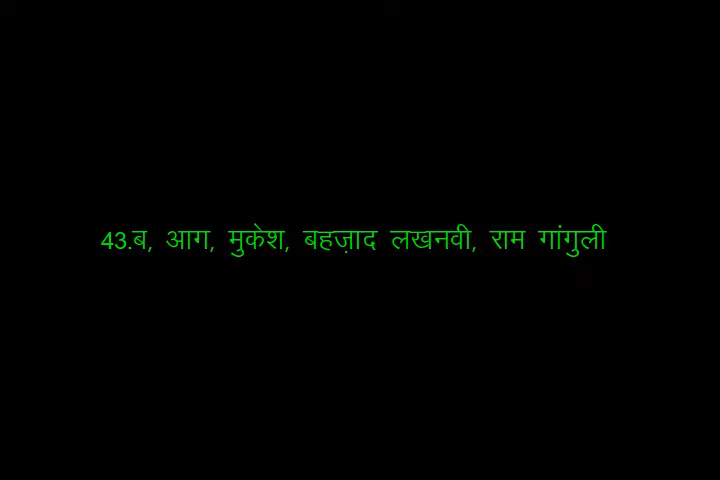 43.ब, आग, मुकेश, बहज़ाद लखनवी, राम गांगुली